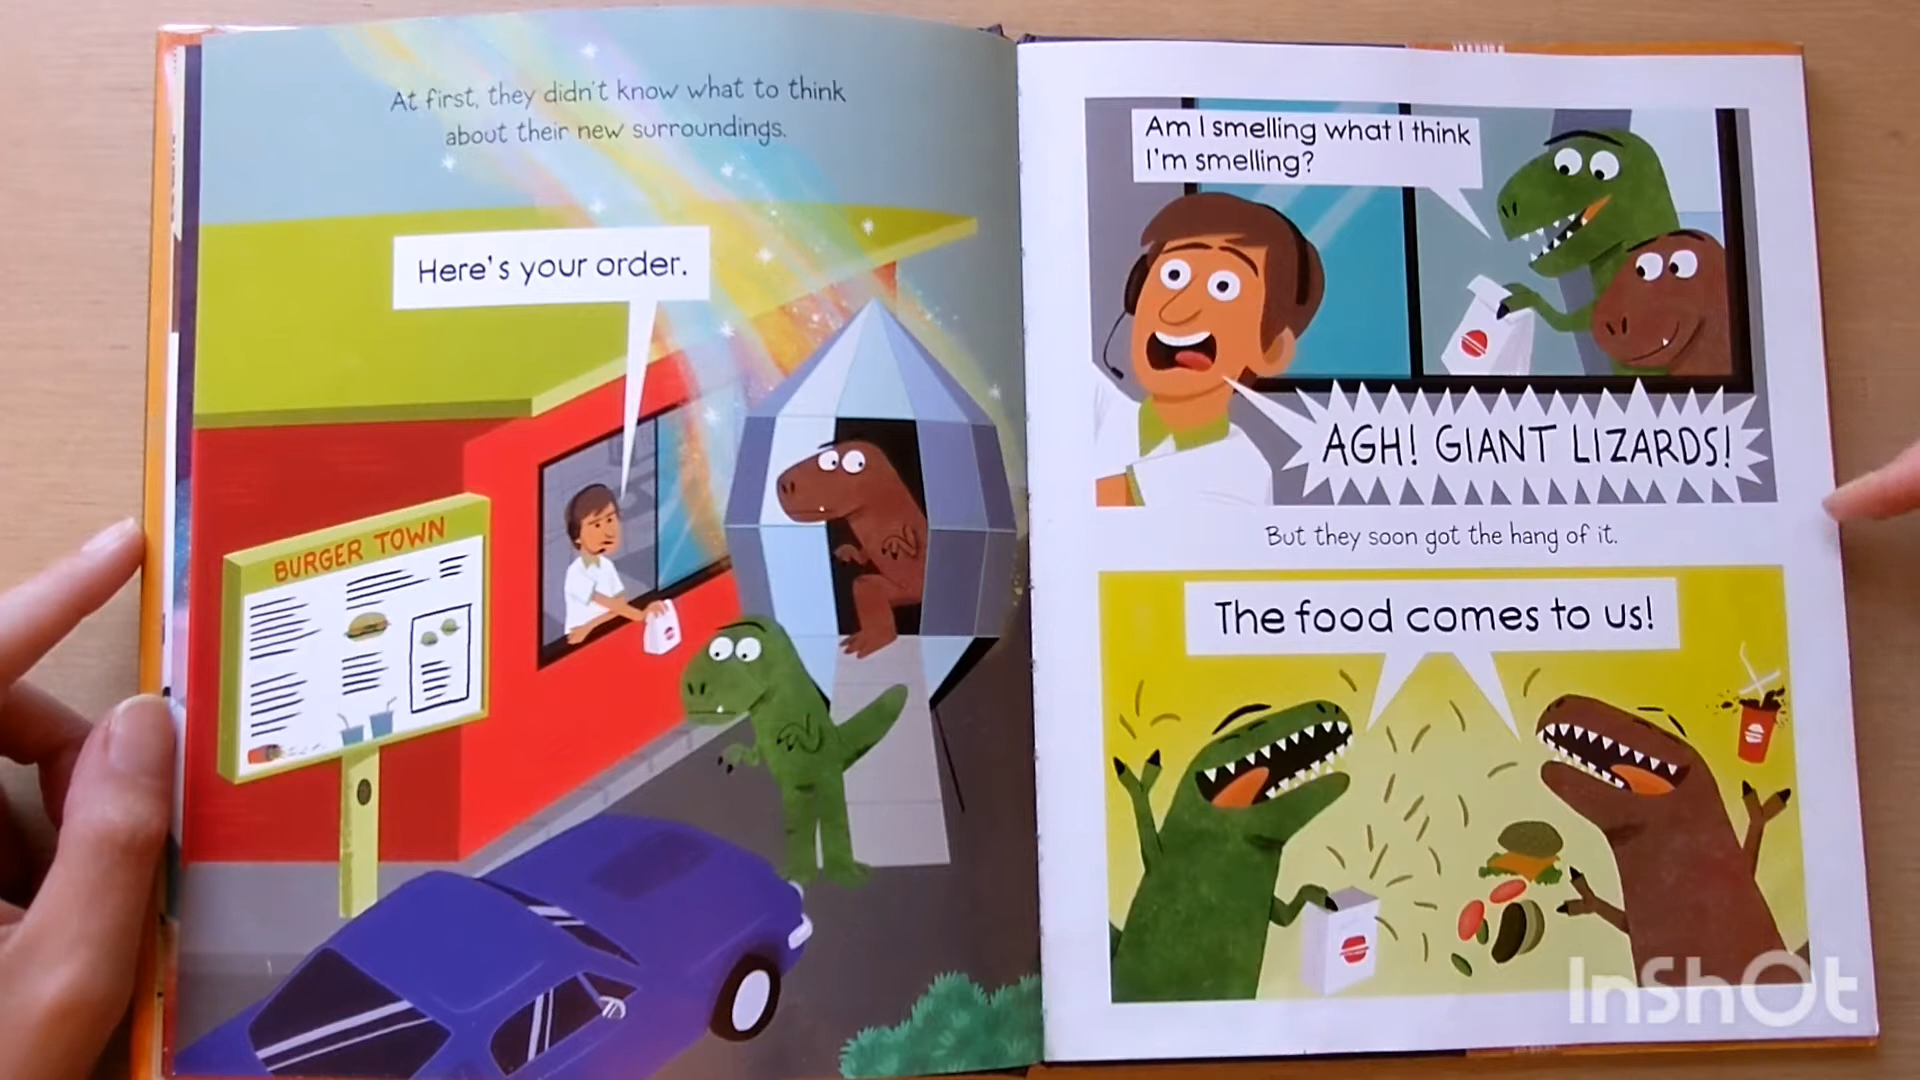 At first, they didn't know what to think
about their new surroundings.
Here's your order.
BURGER TOWN
Am I smelling what I think
I'm smelling?
AGH! GIANT LIZARDS!
But they soon got the hang of it.
The food comes to us!
InShOt